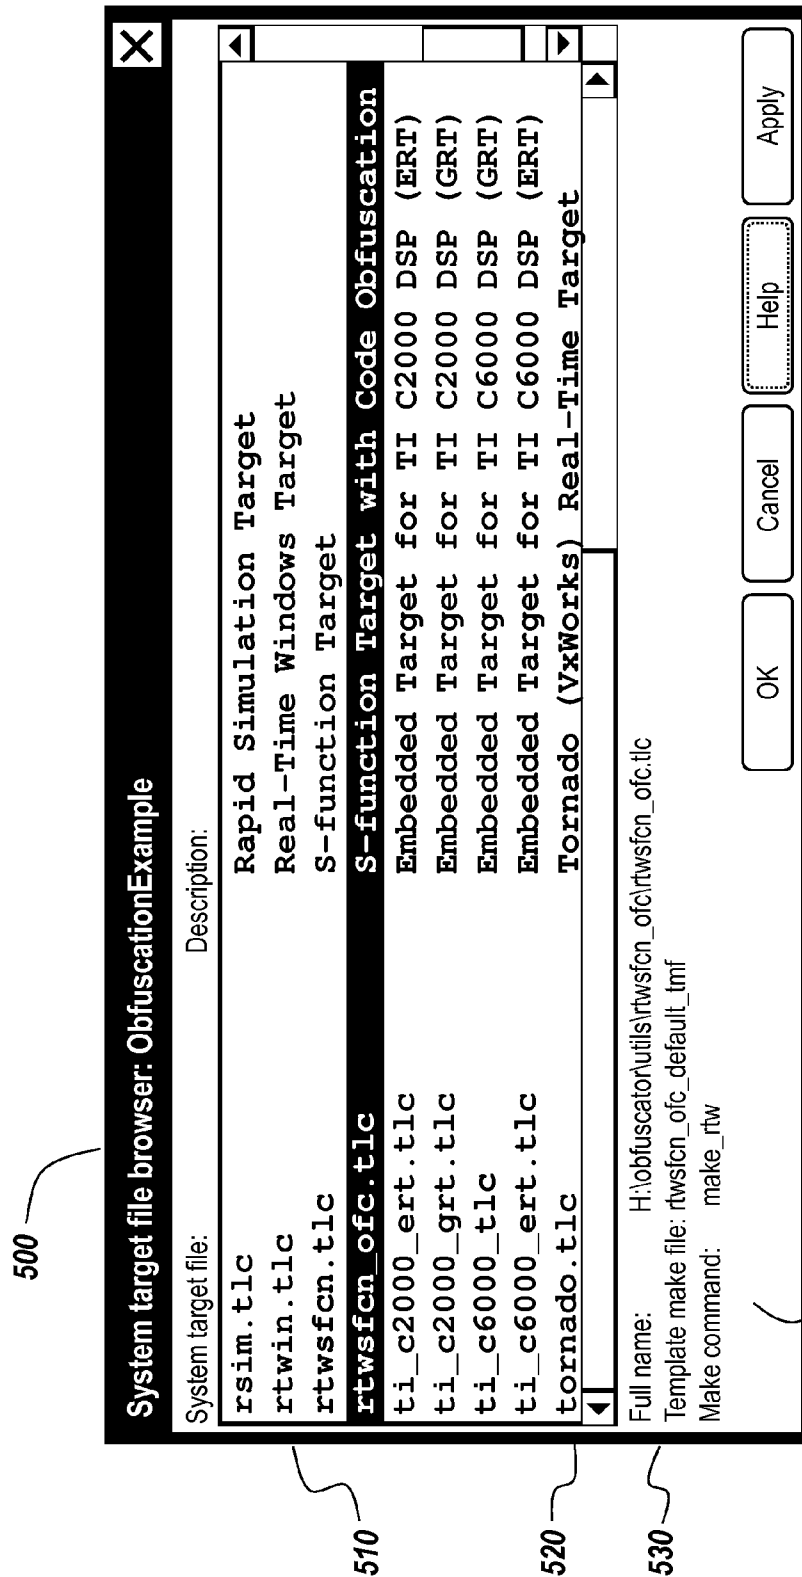 500
System target file browser: ObfuscationExample
System target file: Description:
rsim.tlc Rapid Simulation Target
rtwin.tlc Real-Time Windows Target
rtwsfcn.tlc S-function Target
rtwsfcn_ofc.tlc S-function Target with Code Obfuscation
ti_c2000_ert.tlc Embedded Target for TI C2000 DSP (ERT)
ti_c2000_grt.tlc Embedded Target for TI C2000 DSP (GRT)
ti_c6000_tlc Embedded Target for TI C6000 DSP (GRT)
ti_c6000_ert.tlc Embedded Target for TI C6000 DSP (ERT)
tornado.tlc Tornado (VxWorks) Real-Time Target
510
520
530
Full name: H:\obfuscator\utils\rtwsfcn_ofc\rtwsfcn_ofc.tlc
Template make file: rtwsfcn_ofc_default_tmf
Make command: make_rtw
OK Cancel Help Apply